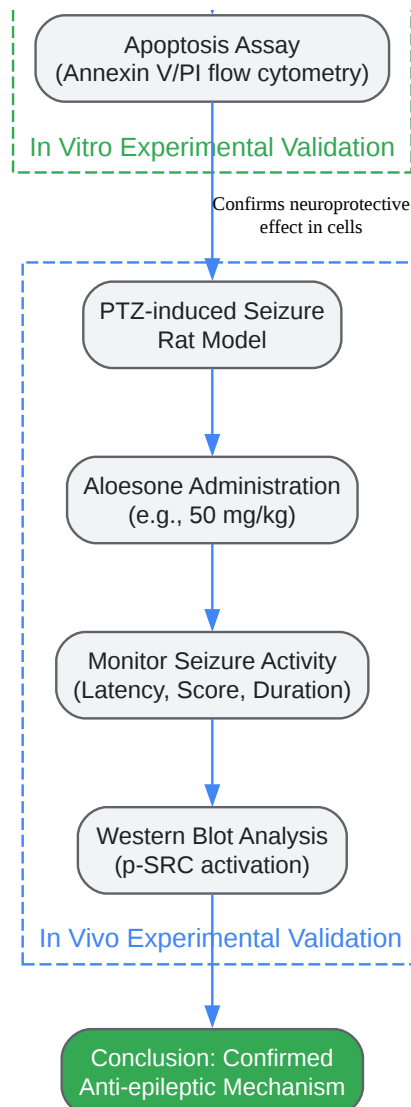 Apoptosis Assay
(Annexin V/PI flow cytometry)
In Vitro Experimental Validation
Confirms neuroprotective
effect in cells
PTZ-induced Seizure
Rat Model
Aloesone Administration
(e.g., 50 mg/kg)
Monitor Seizure Activity
(Latency, Score, Duration)
Western Blot Analysis
(p-SRC activation)
In Vivo Experimental Validation
Conclusion: Confirmed
Anti-epileptic Mechanism